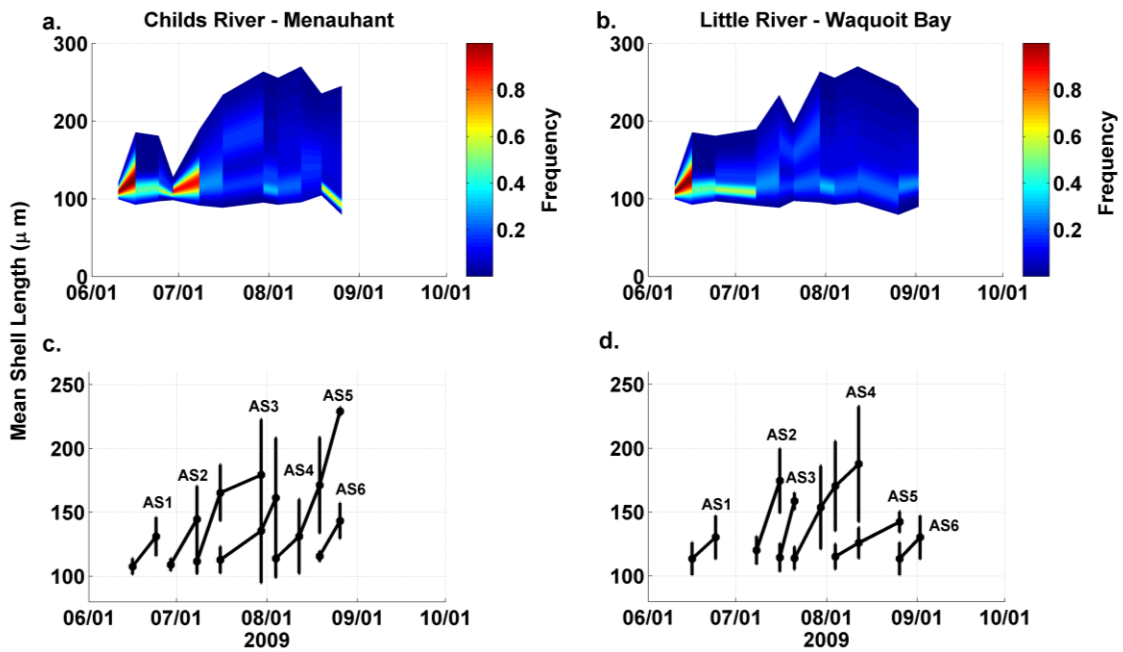 a. Childs River - Menauhant
b. Little River - Waquoit Bay
300
200
100
0
06/01 07/01 08/01 09/01 10/01
0.8
0.6
0.4
0.2
Frequency
300
200
100
0
06/01 07/01 08/01 09/01 10/01
0.8
0.6
0.4
0.2
Frequency
Mean Shell Length (μ m)
c.
250
200
150
100
AS1
AS2
AS3
AS4
AS5
AS6
06/01 07/01 08/01 09/01 10/01
2009
d.
250
200
150
100
AS1
AS2
AS3
AS4
AS5
AS6
06/01 07/01 08/01 09/01 10/01
2009